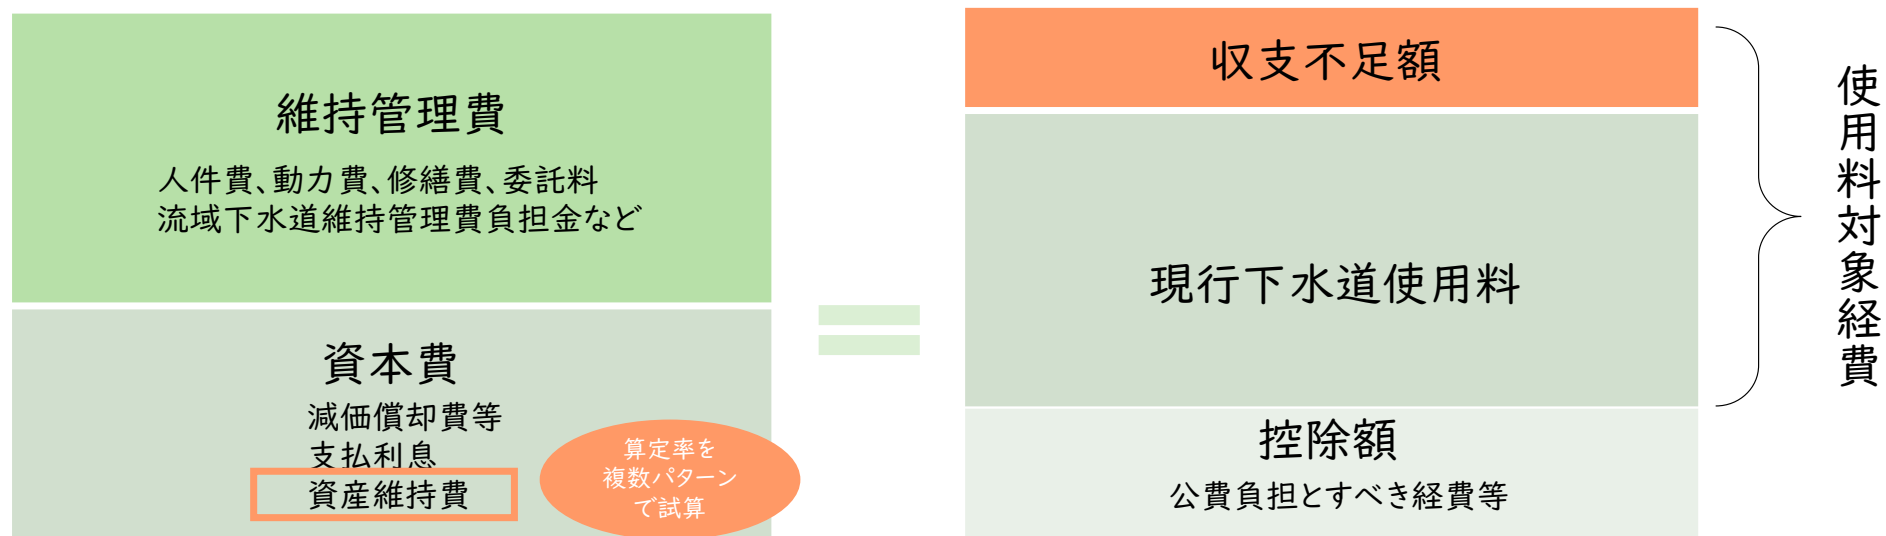 維持管理費
人件費、動力費、修繕費、委託料
流域下水道維持管理費負担金など
資本費
減価償却費等
支払利息
資産維持費
算定率を
複数パターン
で試算
収支不足額
現行下水道使用料
控除額
公費負担とすべき経費等
使用料対象経費